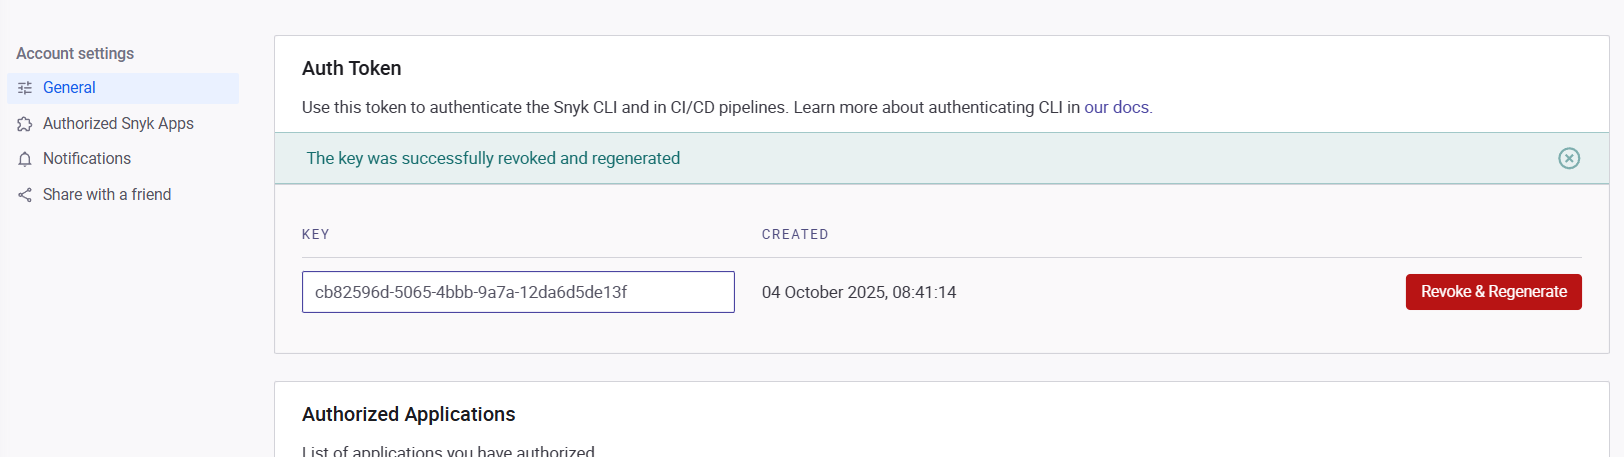 Account settings
General
Authorized Snyk Apps
Notifications
Share with a friend
Auth Token
Use this token to authenticate the Snyk CLI and in CI/CD pipelines. Learn more about authenticating CLI in our docs.
The key was successfully revoked and regenerated
KEY CREATED
cb82596d-5065-4bbb-9a7a-12da6d5de13f 04 October 2025, 08:41:14 Revoke & Regenerate
Authorized Applications
List of applications you have authorized